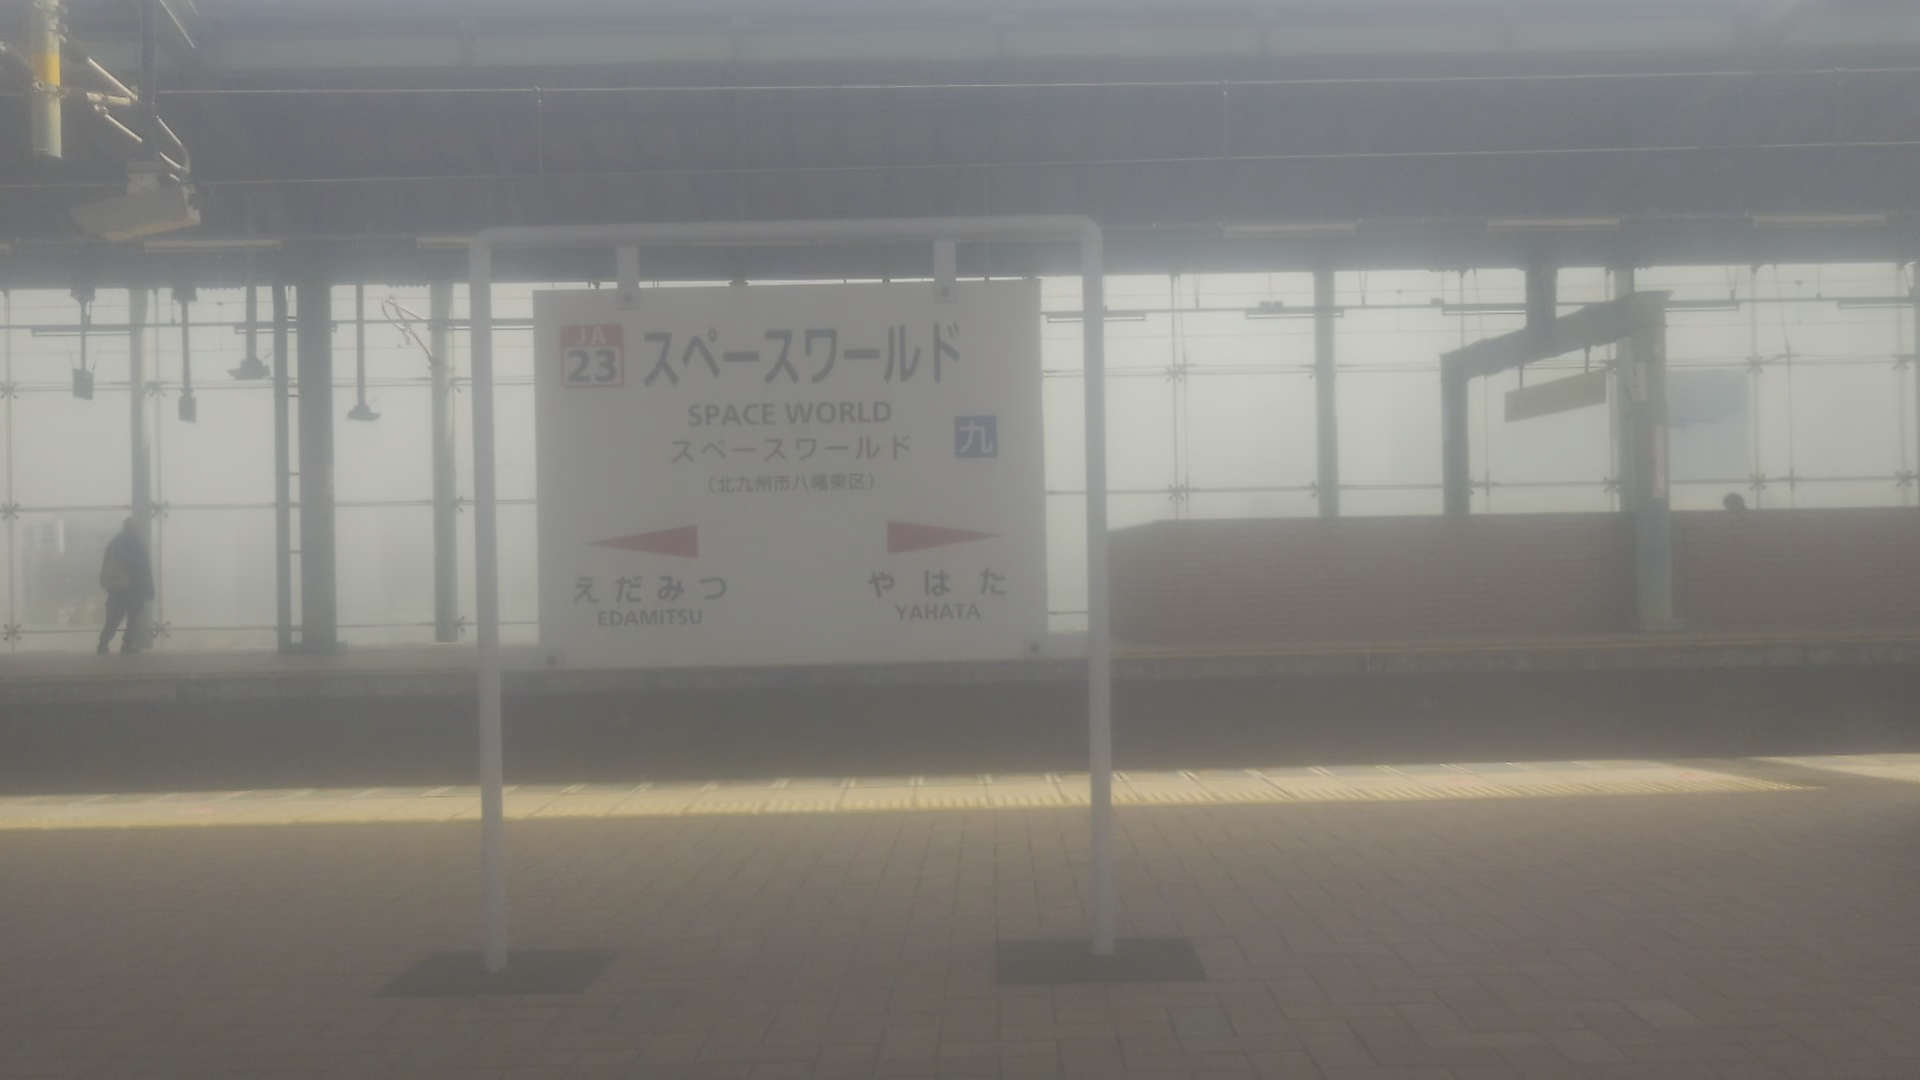 JA
23
スペースワールド
SPACE WORLD
スペースワールド
九
(北九州市八幡東区)
えだみつ
EDAMITSU
やはた
YAHATA